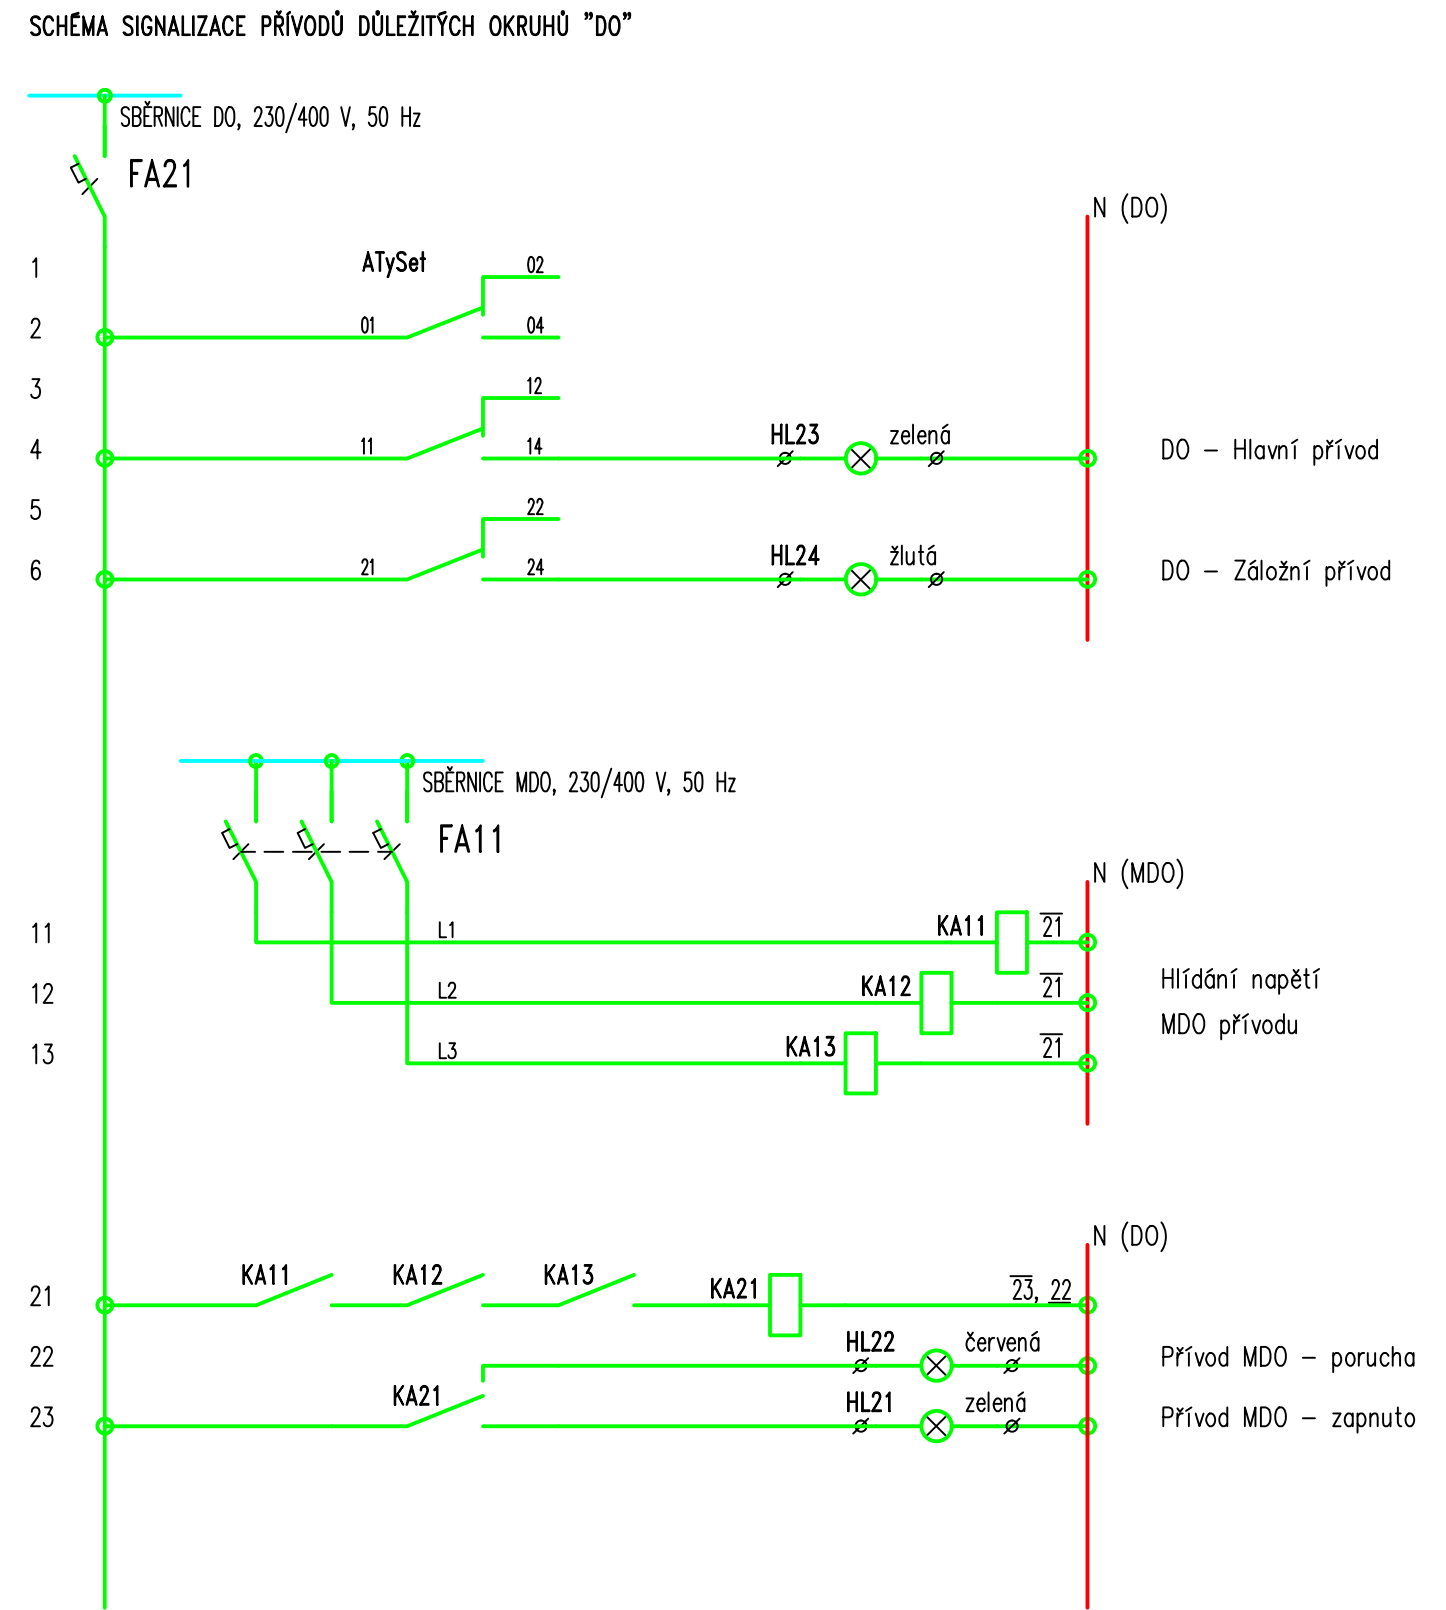 SCHÉMA SIGNALIZACE PŘÍVODŮ DŮLEŽITÝCH OKRUHŮ ”DO”
SBĚRNICE DO, 230/400 V, 50 Hz
FA21
N (DO)
1
ATySet
02
2
01
04
3
12
4
11
14
HL23
zelená
DO – Hlavní přívod
5
22
6
21
24
HL24
žlutá
DO – Záložní přívod
SBĚRNICE MDO, 230/400 V, 50 Hz
FA11
N (MDO)
11
L1
KA11
21
12
L2
KA12
21
Hlídání napětí
MDO přívodu
13
L3
KA13
21
N (DO)
21
KA11
KA12
KA13
KA21
23, 22
22
HL22
červená
Přívod MDO – porucha
23
KA21
HL21
zelená
Přívod MDO – zapnuto